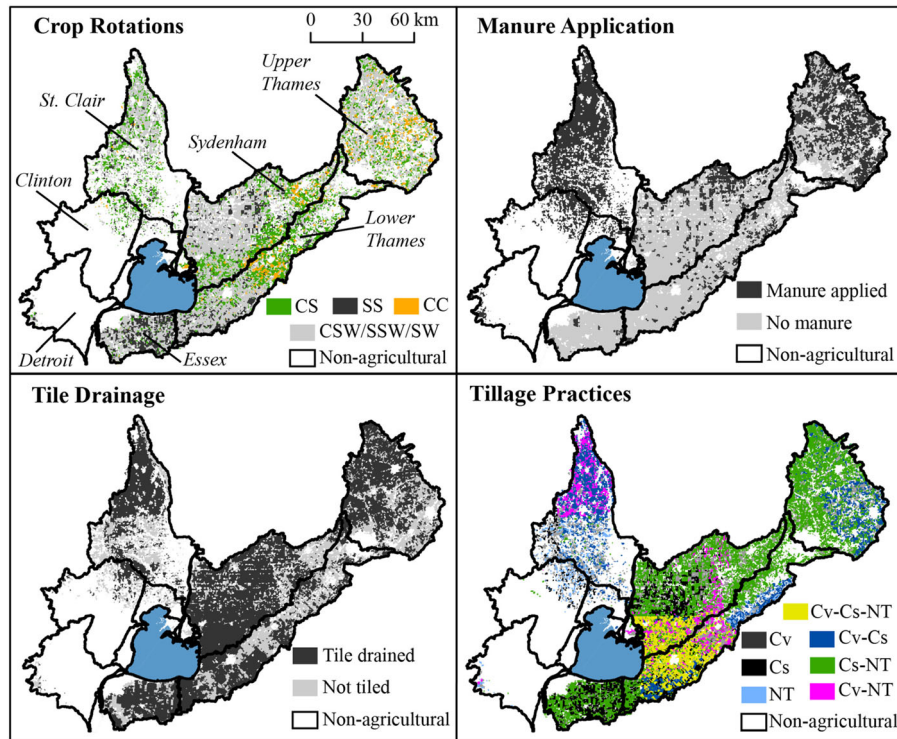 Crop Rotations
0 30 60 km
Upper
Thames
St. Clair
Sydenham
Clinton
Lower
Thames
CS SS CC
CSW/SSW/SW
Detroit Essex Non-agricultural
Manure Application
Manure applied
No manure
Non-agricultural
Tile Drainage
Tile drained
Not tiled
Non-agricultural
Tillage Practices
Cv-Cs-NT
Cv Cv-Cs
Cs Cs-NT
NT Cv-NT
Non-agricultural